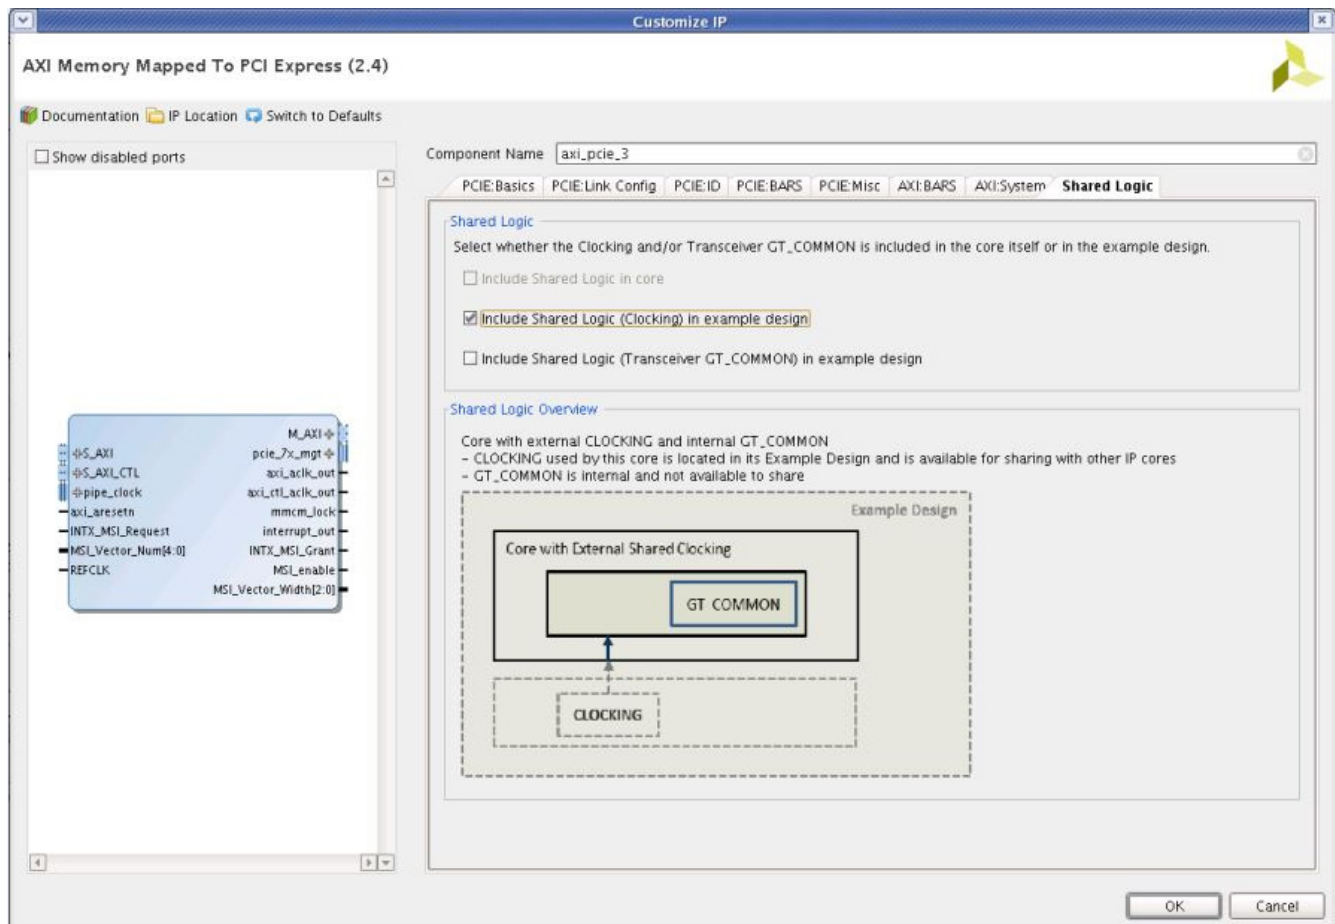 Customize IP
AXI Memory Mapped To PCI Express (2.4)
Documentation IP Location Switch to Defaults
Show disabled ports
S_AXI
S_AXI_CTL
pipe_clock
axi_aresetn
INTX_MSI_Request
MSI_Vector_Num[4:0]
REFCLK
M_AXI
pcie_7x_mgt
axi_aclk_out
axi_ctl_aclk_out
mmcm_lock
interrupt_out
INTX_MSI_Grant
MSI_enable
MSI_Vector_Width[2:0]
Component Name axi_pcie_3
PCIE:Basics PCIE:Link Config PCIE:ID PCIE:BARS PCIE:Misc AXI:BARS AXI:System Shared Logic
Shared Logic
Select whether the Clocking and/or Transceiver GT_COMMON is included in the core itself or in the example design.
Include Shared Logic in core
Include Shared Logic (Clocking) in example design
Include Shared Logic (Transceiver GT_COMMON) in example design
Shared Logic Overview
Core with external CLOCKING and internal GT_COMMON
- CLOCKING used by this core is located in its Example Design and is available for sharing with other IP cores
- GT_COMMON is internal and not available to share
Example Design
Core with External Shared Clocking
GT COMMON
CLOCKING
OK Cancel